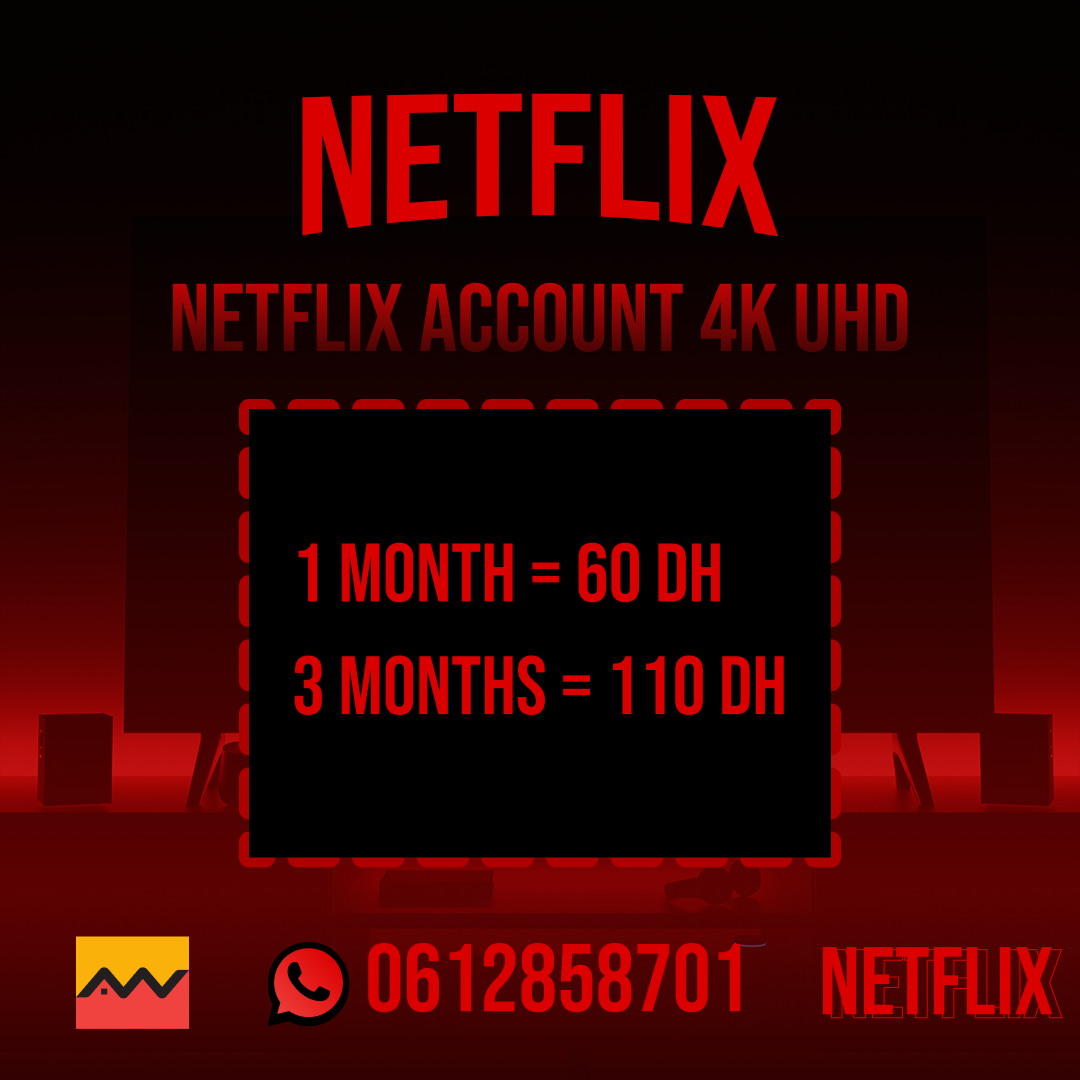 NETFLIX
NETFLIX ACCOUNT 4K UHD
1 MONTH = 60 DH
3 MONTHS = 110 DH
0612858701
NETFLIX